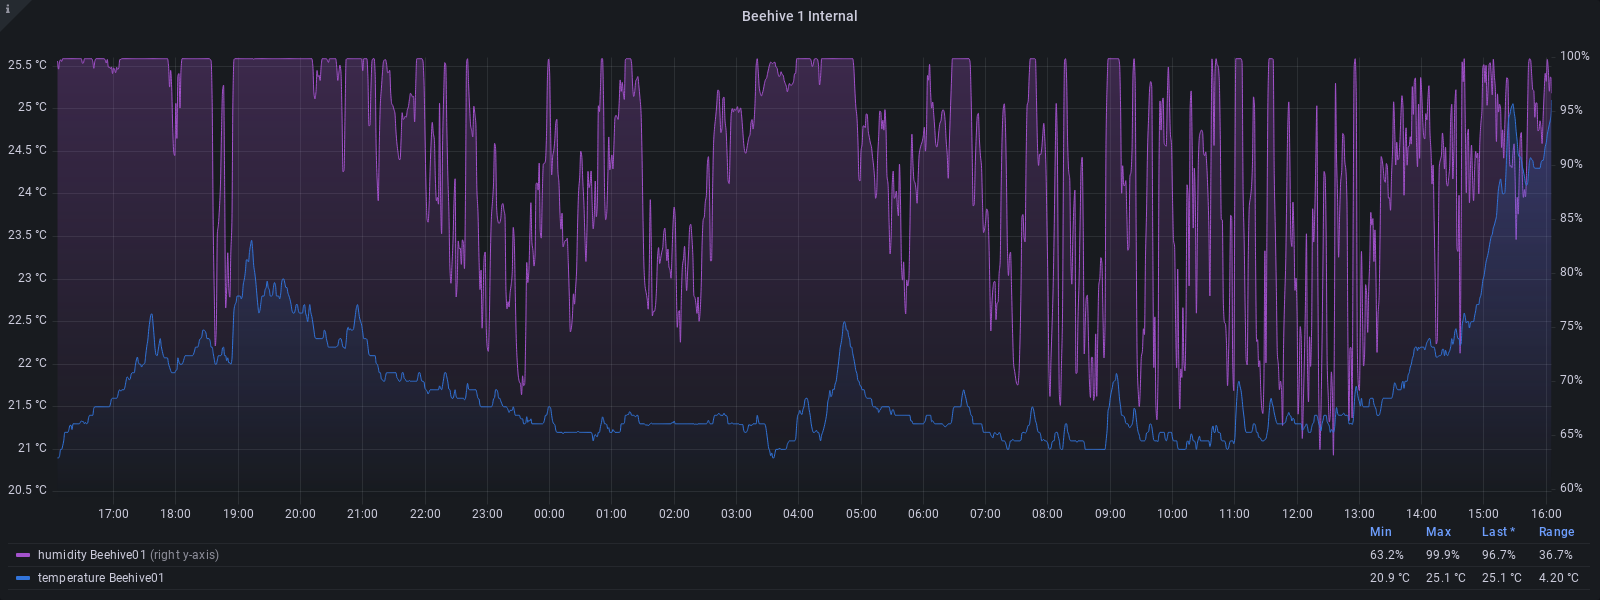 i
Beehive 1 Internal
25.5 °C
25 °C
24.5 °C
24 °C
23.5 °C
23 °C
22.5 °C
22 °C
21.5 °C
21 °C
20.5 °C
100%
95%
90%
85%
80%
75%
70%
65%
60%
17:00 18:00 19:00 20:00 21:00 22:00 23:00 00:00 01:00 02:00 03:00 04:00 05:00 06:00 07:00 08:00 09:00 10:00 11:00 12:00 13:00 14:00 15:00 16:00
Min Max Last * Range
humidity Beehive01 (right y-axis) 63.2% 99.9% 96.7% 36.7%
temperature Beehive01 20.9 °C 25.1 °C 25.1 °C 4.20 °C